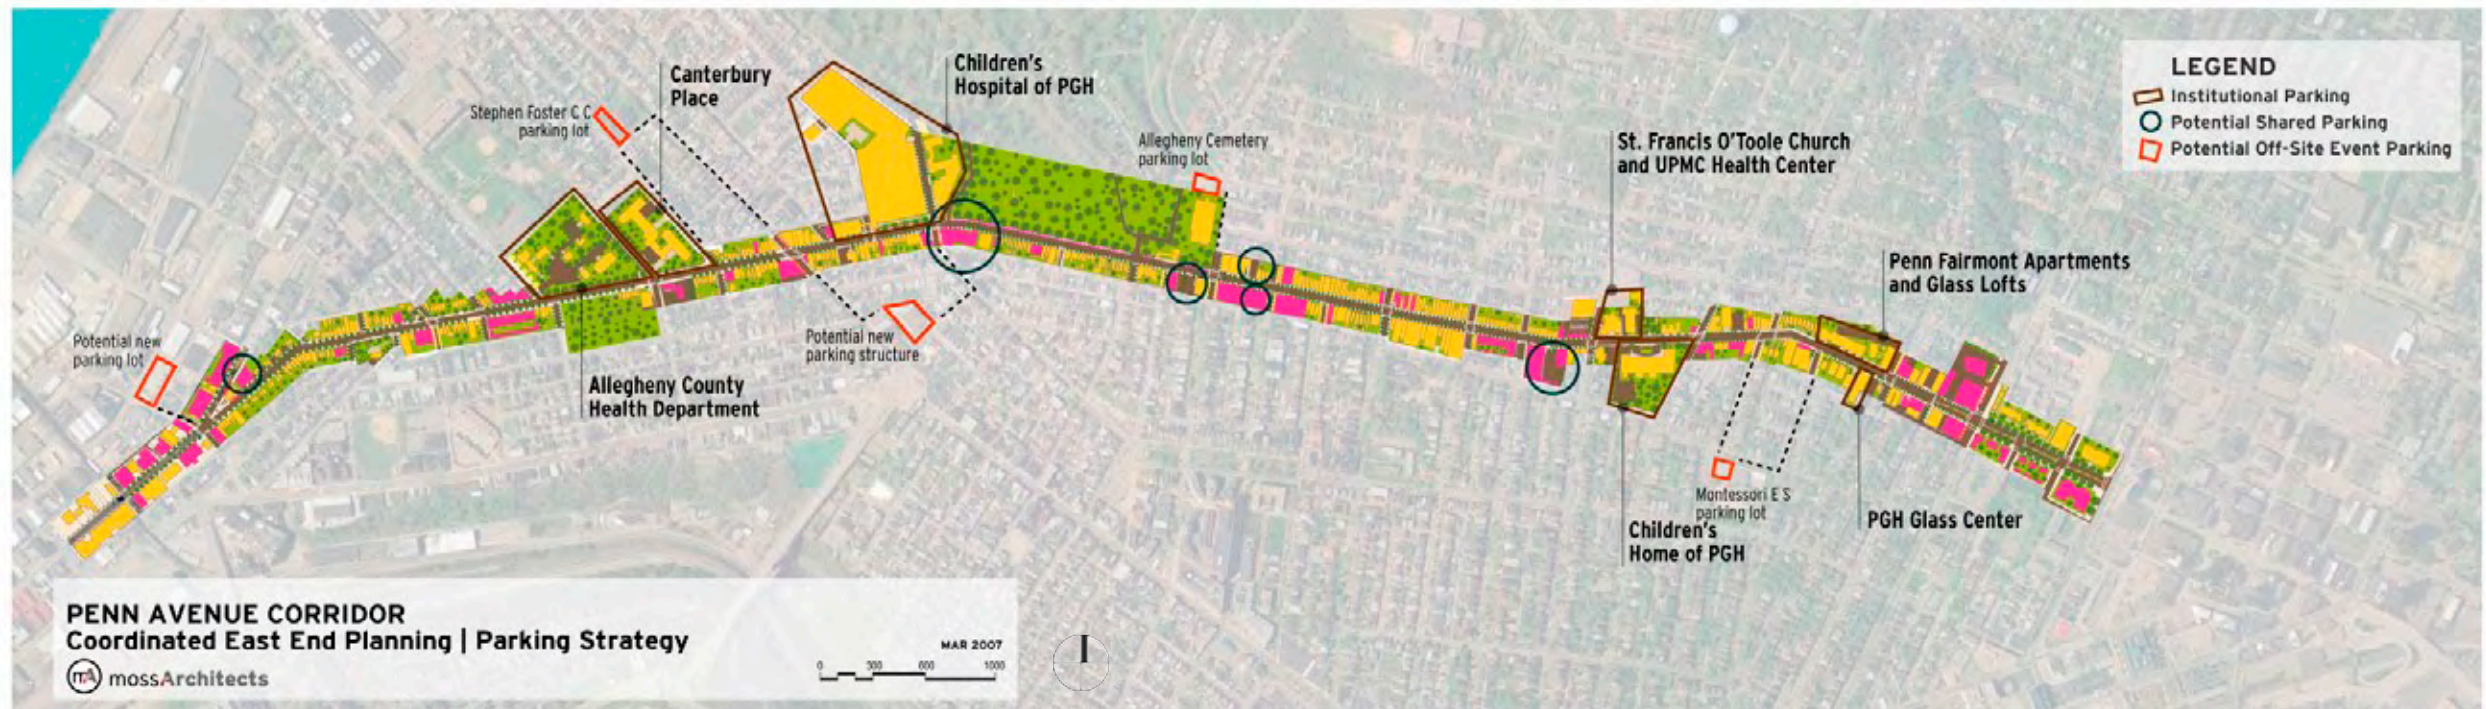 Canterbury
Place
Children's
Hospital of PGH
Stephen Foster C C
parking lot
Allegheny Cemetery
parking lot
St. Francis O'Toole Church
and UPMC Health Center
LEGEND
Institutional Parking
Potential Shared Parking
Potential Off-Site Event Parking
Penn Fairmont Apartments
and Glass Lofts
Potential new
parking lot
Potential new
parking structure
Allegheny County
Health Department
Montessori E S
parking lot
Children's
Home of PGH
PGH Glass Center
PENN AVENUE CORRIDOR
Coordinated East End Planning | Parking Strategy
mA mossArchitects
MAR 2007
0 300 600 1000